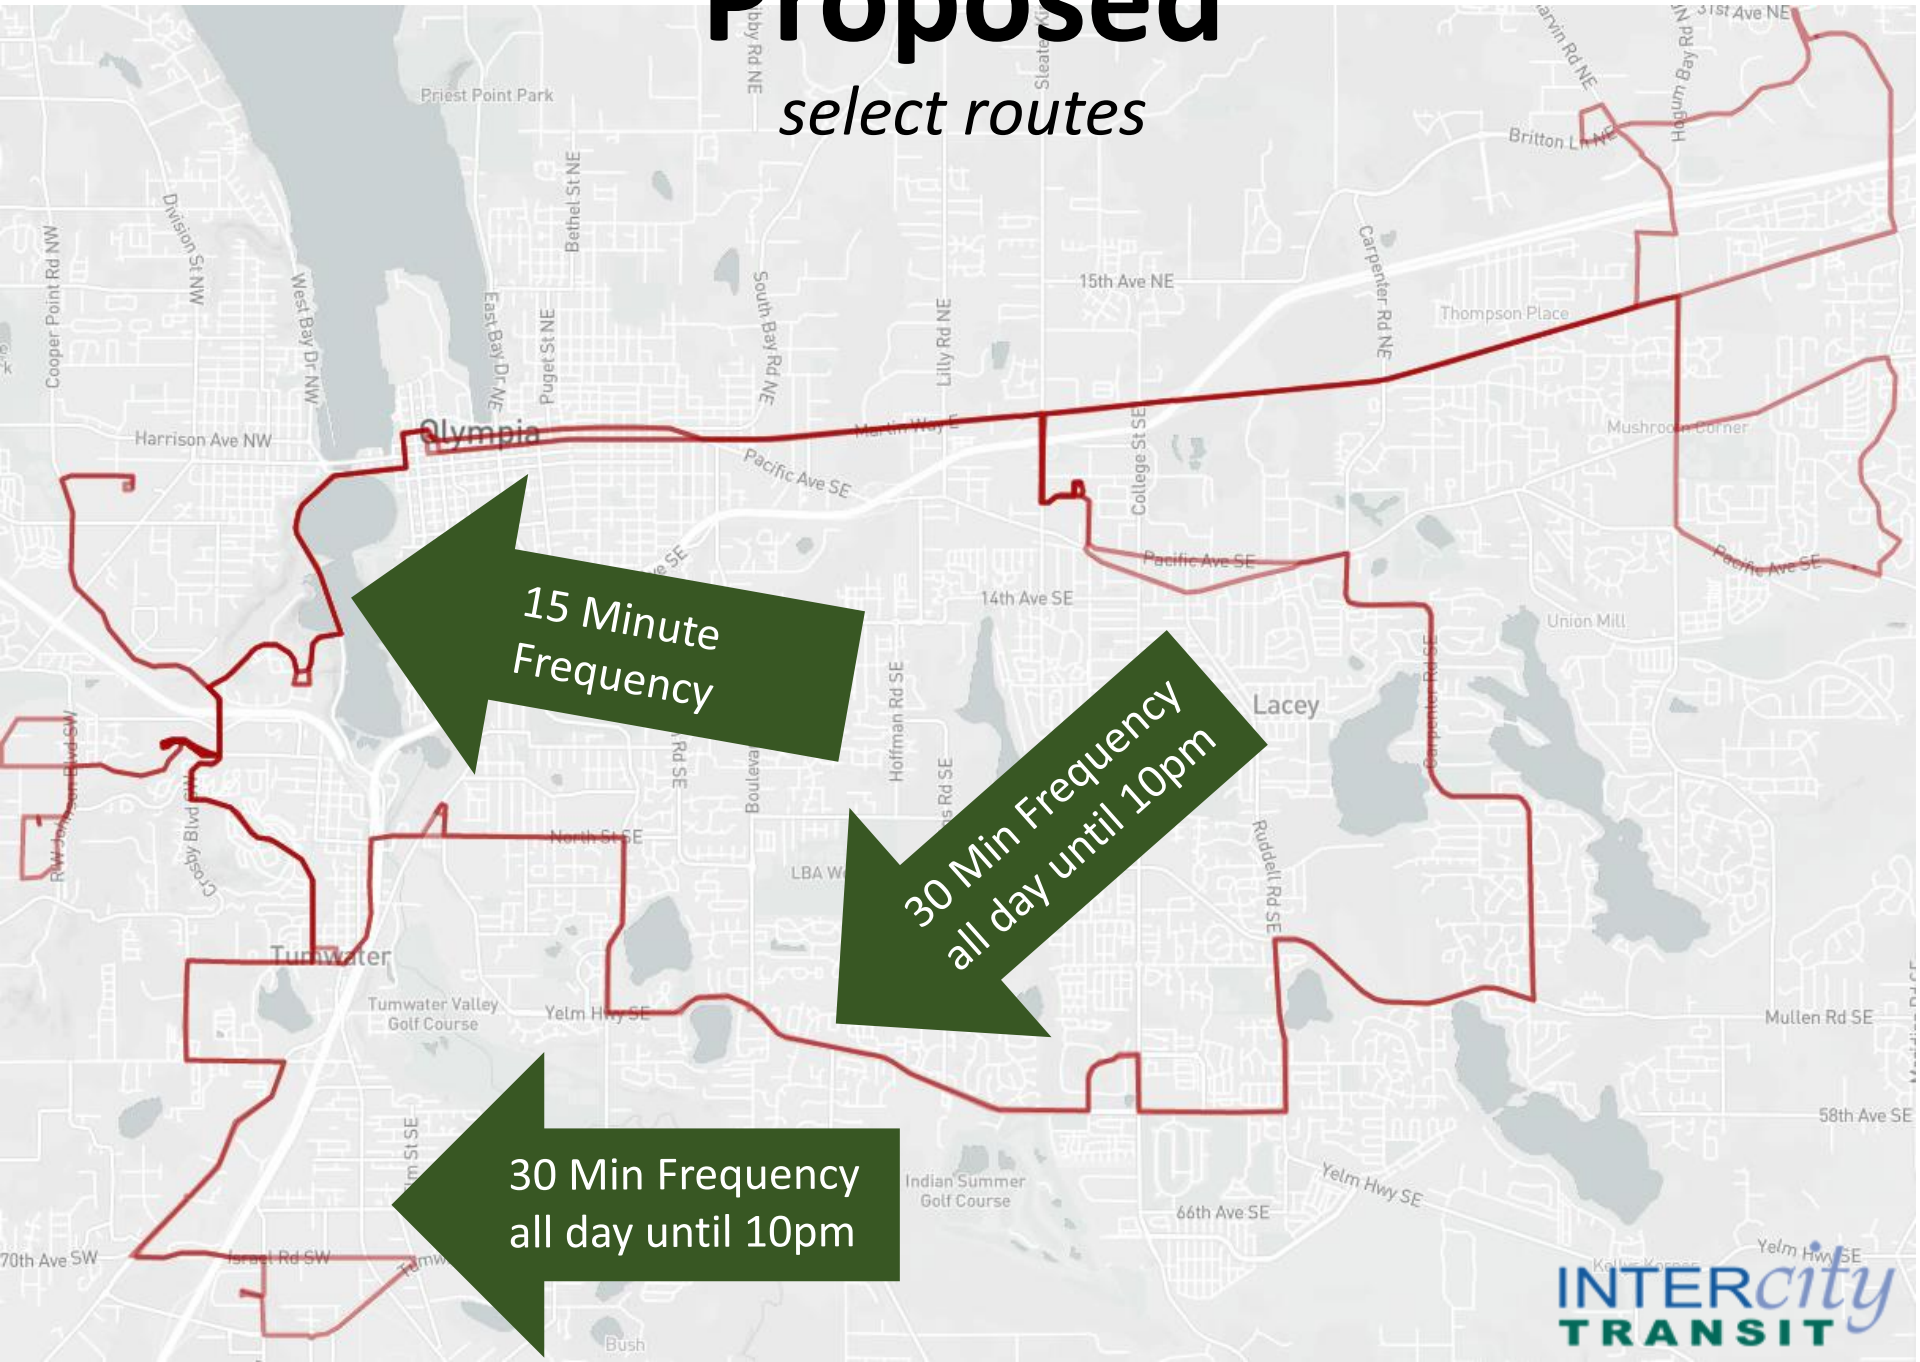 Proposed
select routes
31st Ave NE
Priest Point Park
Britton Ln NE
Hogum Bay Rd
Division St NW
Bethel St NE
Cooper Point Rd NW
West Bay Dr NW
East Bay Dr NE
Puget St NE
South Bay Rd NE
Lilly Rd NE
15th Ave NE
Carpenter Rd NE
Thompson Place
Olympia
Harrison Ave NW
Martin Way E
Pacific Ave SE
College St SE
Mushroom Corner
Pacific Ave SE
Pacific Ave SE
15 Minute
Frequency
14th Ave SE
Union Mill
Hoffman Rd SE
Lacey
Carpenter Rd SE
30 Min Frequency
all day until 10pm
Crosby Blvd
North St SE
Ruddell Rd SE
Tumwater
Tumwater Valley
Golf Course
Yelm Hwy SE
Mullen Rd SE
58th Ave SE
30 Min Frequency
all day until 10pm
Indian Summer
Golf Course
66th Ave SE
Yelm Hwy SE
70th Ave SW
Israel Rd SW
Yelm Hwy SE
Bush
INTERcity
TRANSIT